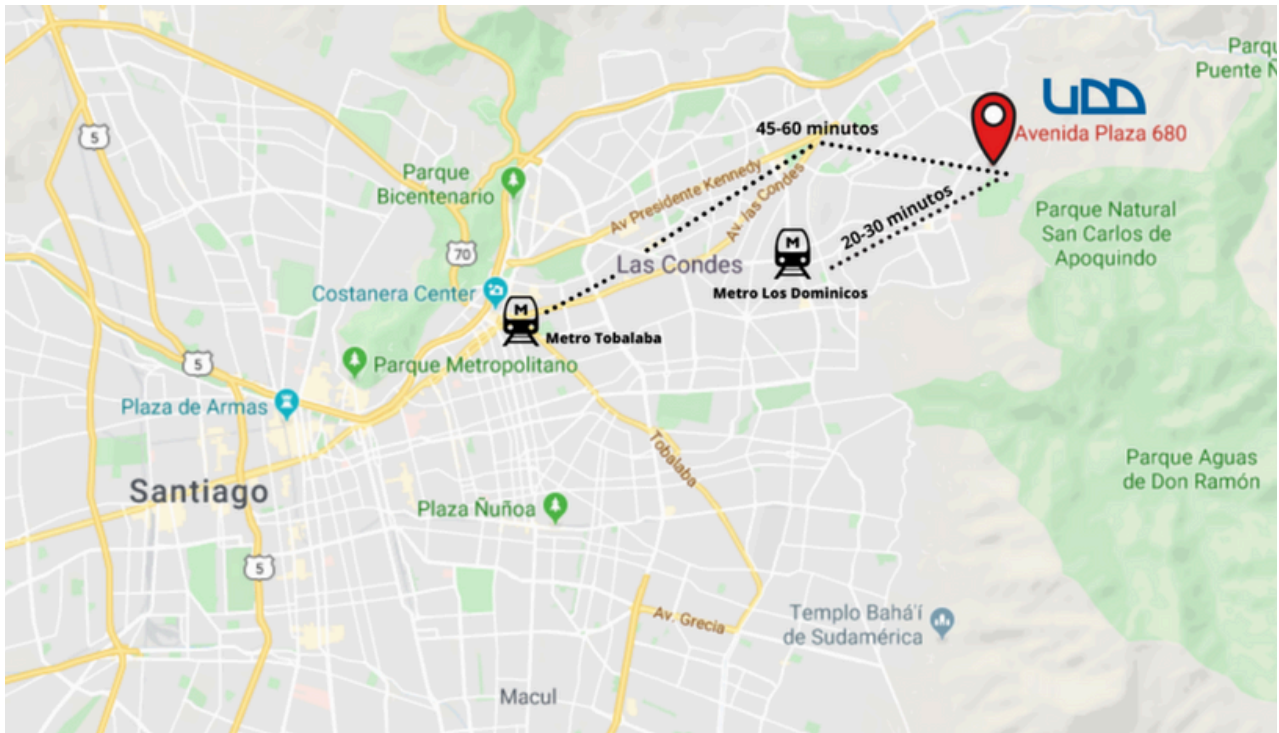 Parqu
Puente Ñ
UDD
Avenida Plaza 680
5
45-60 minutos
Parque
Bicentenario
Av Presidente Kennedy
Av. las Condes
20-30 minutos
Parque Natural
San Carlos de
Apoquindo
70
M
Las Condes
Metro Los Dominicos
Costanera Center
M
Metro Tobalaba
5
Parque Metropolitano
Plaza de Armas
Tobalaba
Parque Aguas
de Don Ramón
Santiago
Plaza Ñuñoa
5
Av. Grecia
Templo Bahá'í
de Sudamérica
Macul